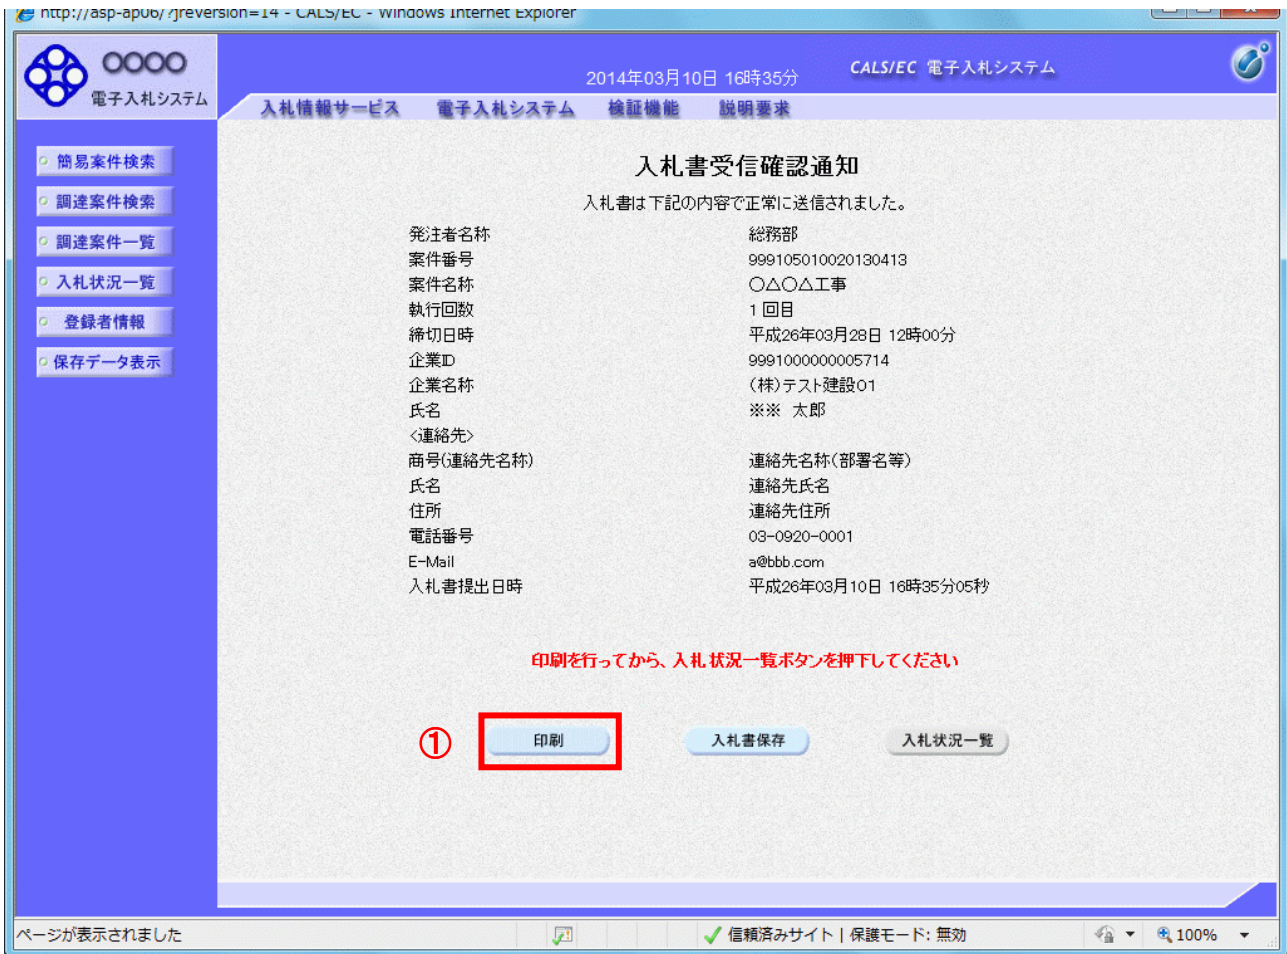 http://asp-ap06/?jreVersion=14 - CALS/EC - Windows Internet Explorer
〇〇〇〇
電子入札システム
2014年03月10日 16時35分
CALS/EC 電子入札システム
入札情報サービス 電子入札システム 検証機能 説明要求
簡易案件検索
調達案件検索
調達案件一覧
入札状況一覧
登録者情報
保存データ表示
入札書受信確認通知
入札書は下記の内容で正常に送信されました。
発注者名称 総務部
案件番号 999105010020130413
案件名称 〇△〇△工事
執行回数 1 回目
締切日時 平成26年03月28日 12時00分
企業ID 9991000000005714
企業名称 (株)テスト建設01
氏名 ※※ 太郎
<連絡先>
商号(連絡先名称) 連絡先名称(部署名等)
氏名 連絡先氏名
住所 連絡先住所
電話番号 03-0920-0001
E-Mail a@bbb.com
入札書提出日時 平成26年03月10日 16時35分05秒
印刷を行ってから、入札状況一覧ボタンを押下してください
① 印刷 入札書保存 入札状況一覧
ページが表示されました 信頼済みサイト | 保護モード: 無効 100%